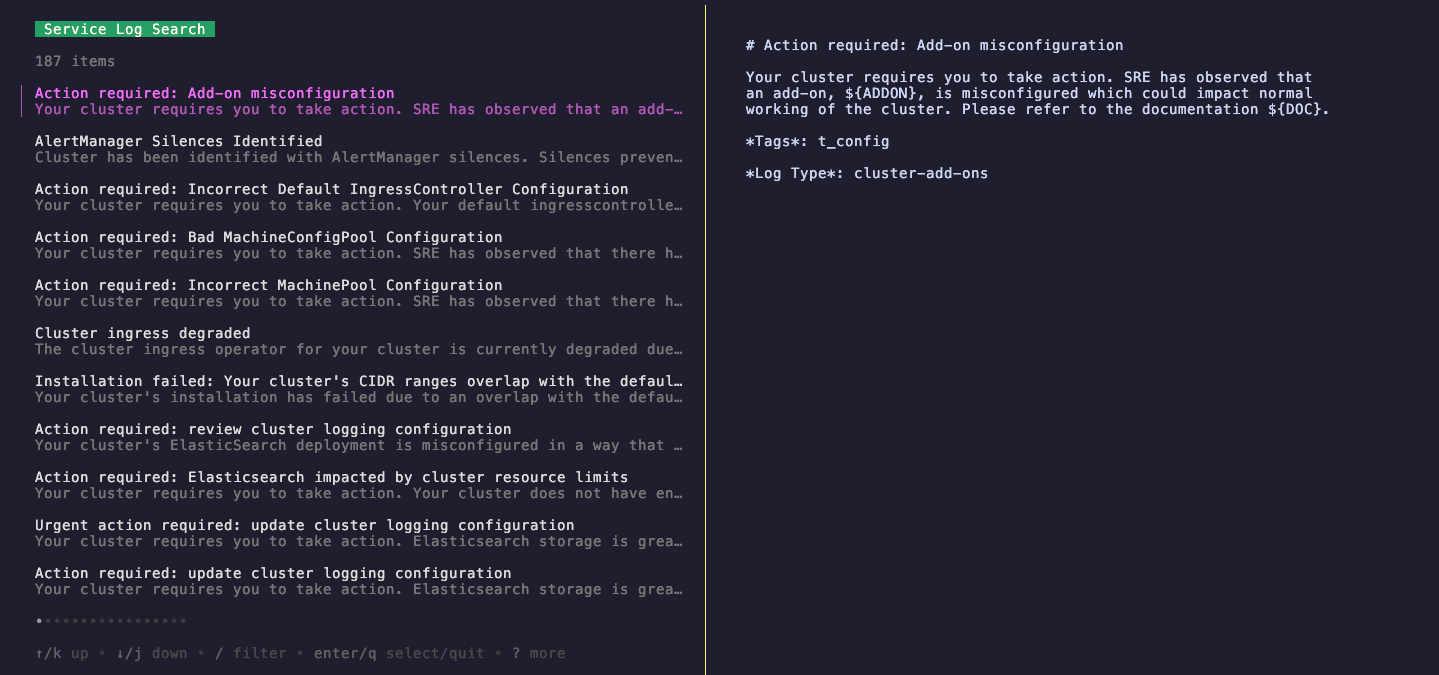 Service Log Search
187 items
Action required: Add-on misconfiguration
Your cluster requires you to take action. SRE has observed that an add-…
AlertManager Silences Identified
Cluster has been identified with AlertManager silences. Silences preven…
Action required: Incorrect Default IngressController Configuration
Your cluster requires you to take action. Your default ingresscontrolle…
Action required: Bad MachineConfigPool Configuration
Your cluster requires you to take action. SRE has observed that there h…
Action required: Incorrect MachinePool Configuration
Your cluster requires you to take action. SRE has observed that there h…
Cluster ingress degraded
The cluster ingress operator for your cluster is currently degraded due…
Installation failed: Your cluster's CIDR ranges overlap with the defaul…
Your cluster's installation has failed due to an overlap with the defau…
Action required: review cluster logging configuration
Your cluster's ElasticSearch deployment is misconfigured in a way that …
Action required: Elasticsearch impacted by cluster resource limits
Your cluster requires you to take action. Your cluster does not have en…
Urgent action required: update cluster logging configuration
Your cluster requires you to take action. Elasticsearch storage is grea…
Action required: update cluster logging configuration
Your cluster requires you to take action. Elasticsearch storage is grea…
•••••••••••••••••
↑/k up • ↓/j down • / filter • enter/q select/quit • ? more
# Action required: Add-on misconfiguration
Your cluster requires you to take action. SRE has observed that
an add-on, ${ADDON}, is misconfigured which could impact normal
working of the cluster. Please refer to the documentation ${DOC}.
*Tags*: t_config
*Log Type*: cluster-add-ons